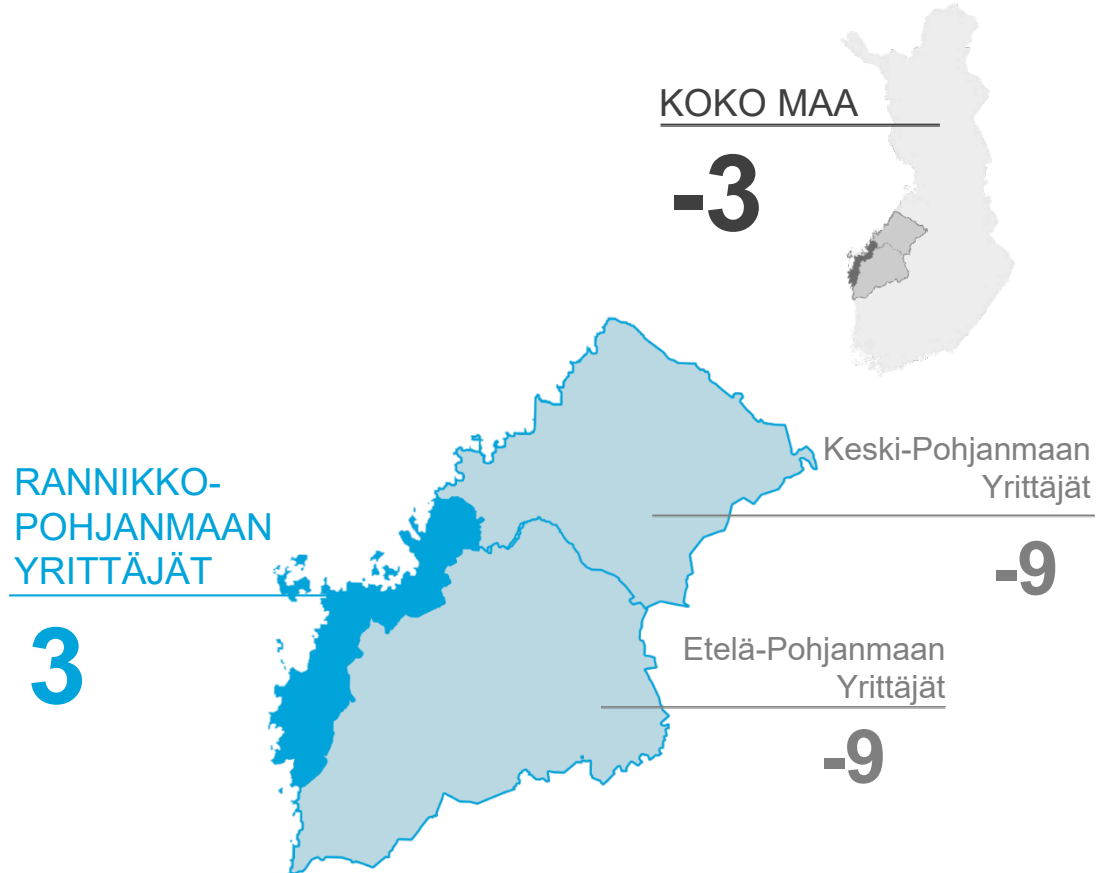 KOKO MAA
-3
Keski-Pohjanmaan
Yrittäjät
-9
RANNIKKO-
POHJANMAAN
YRITTÄJÄT
3
Etelä-Pohjanmaan
Yrittäjät
-9